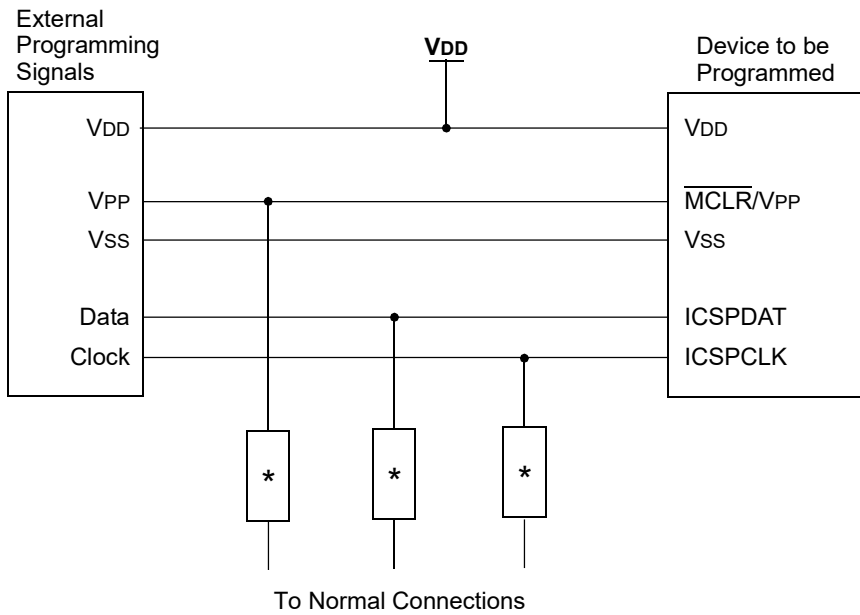 External
Programming
Signals
VDD
Device to be
Programmed
VDD
VDD
VPP
MCLR/VPP
VSS
VSS
Data
ICSPDAT
Clock
ICSPCLK
*
*
*
To Normal Connections